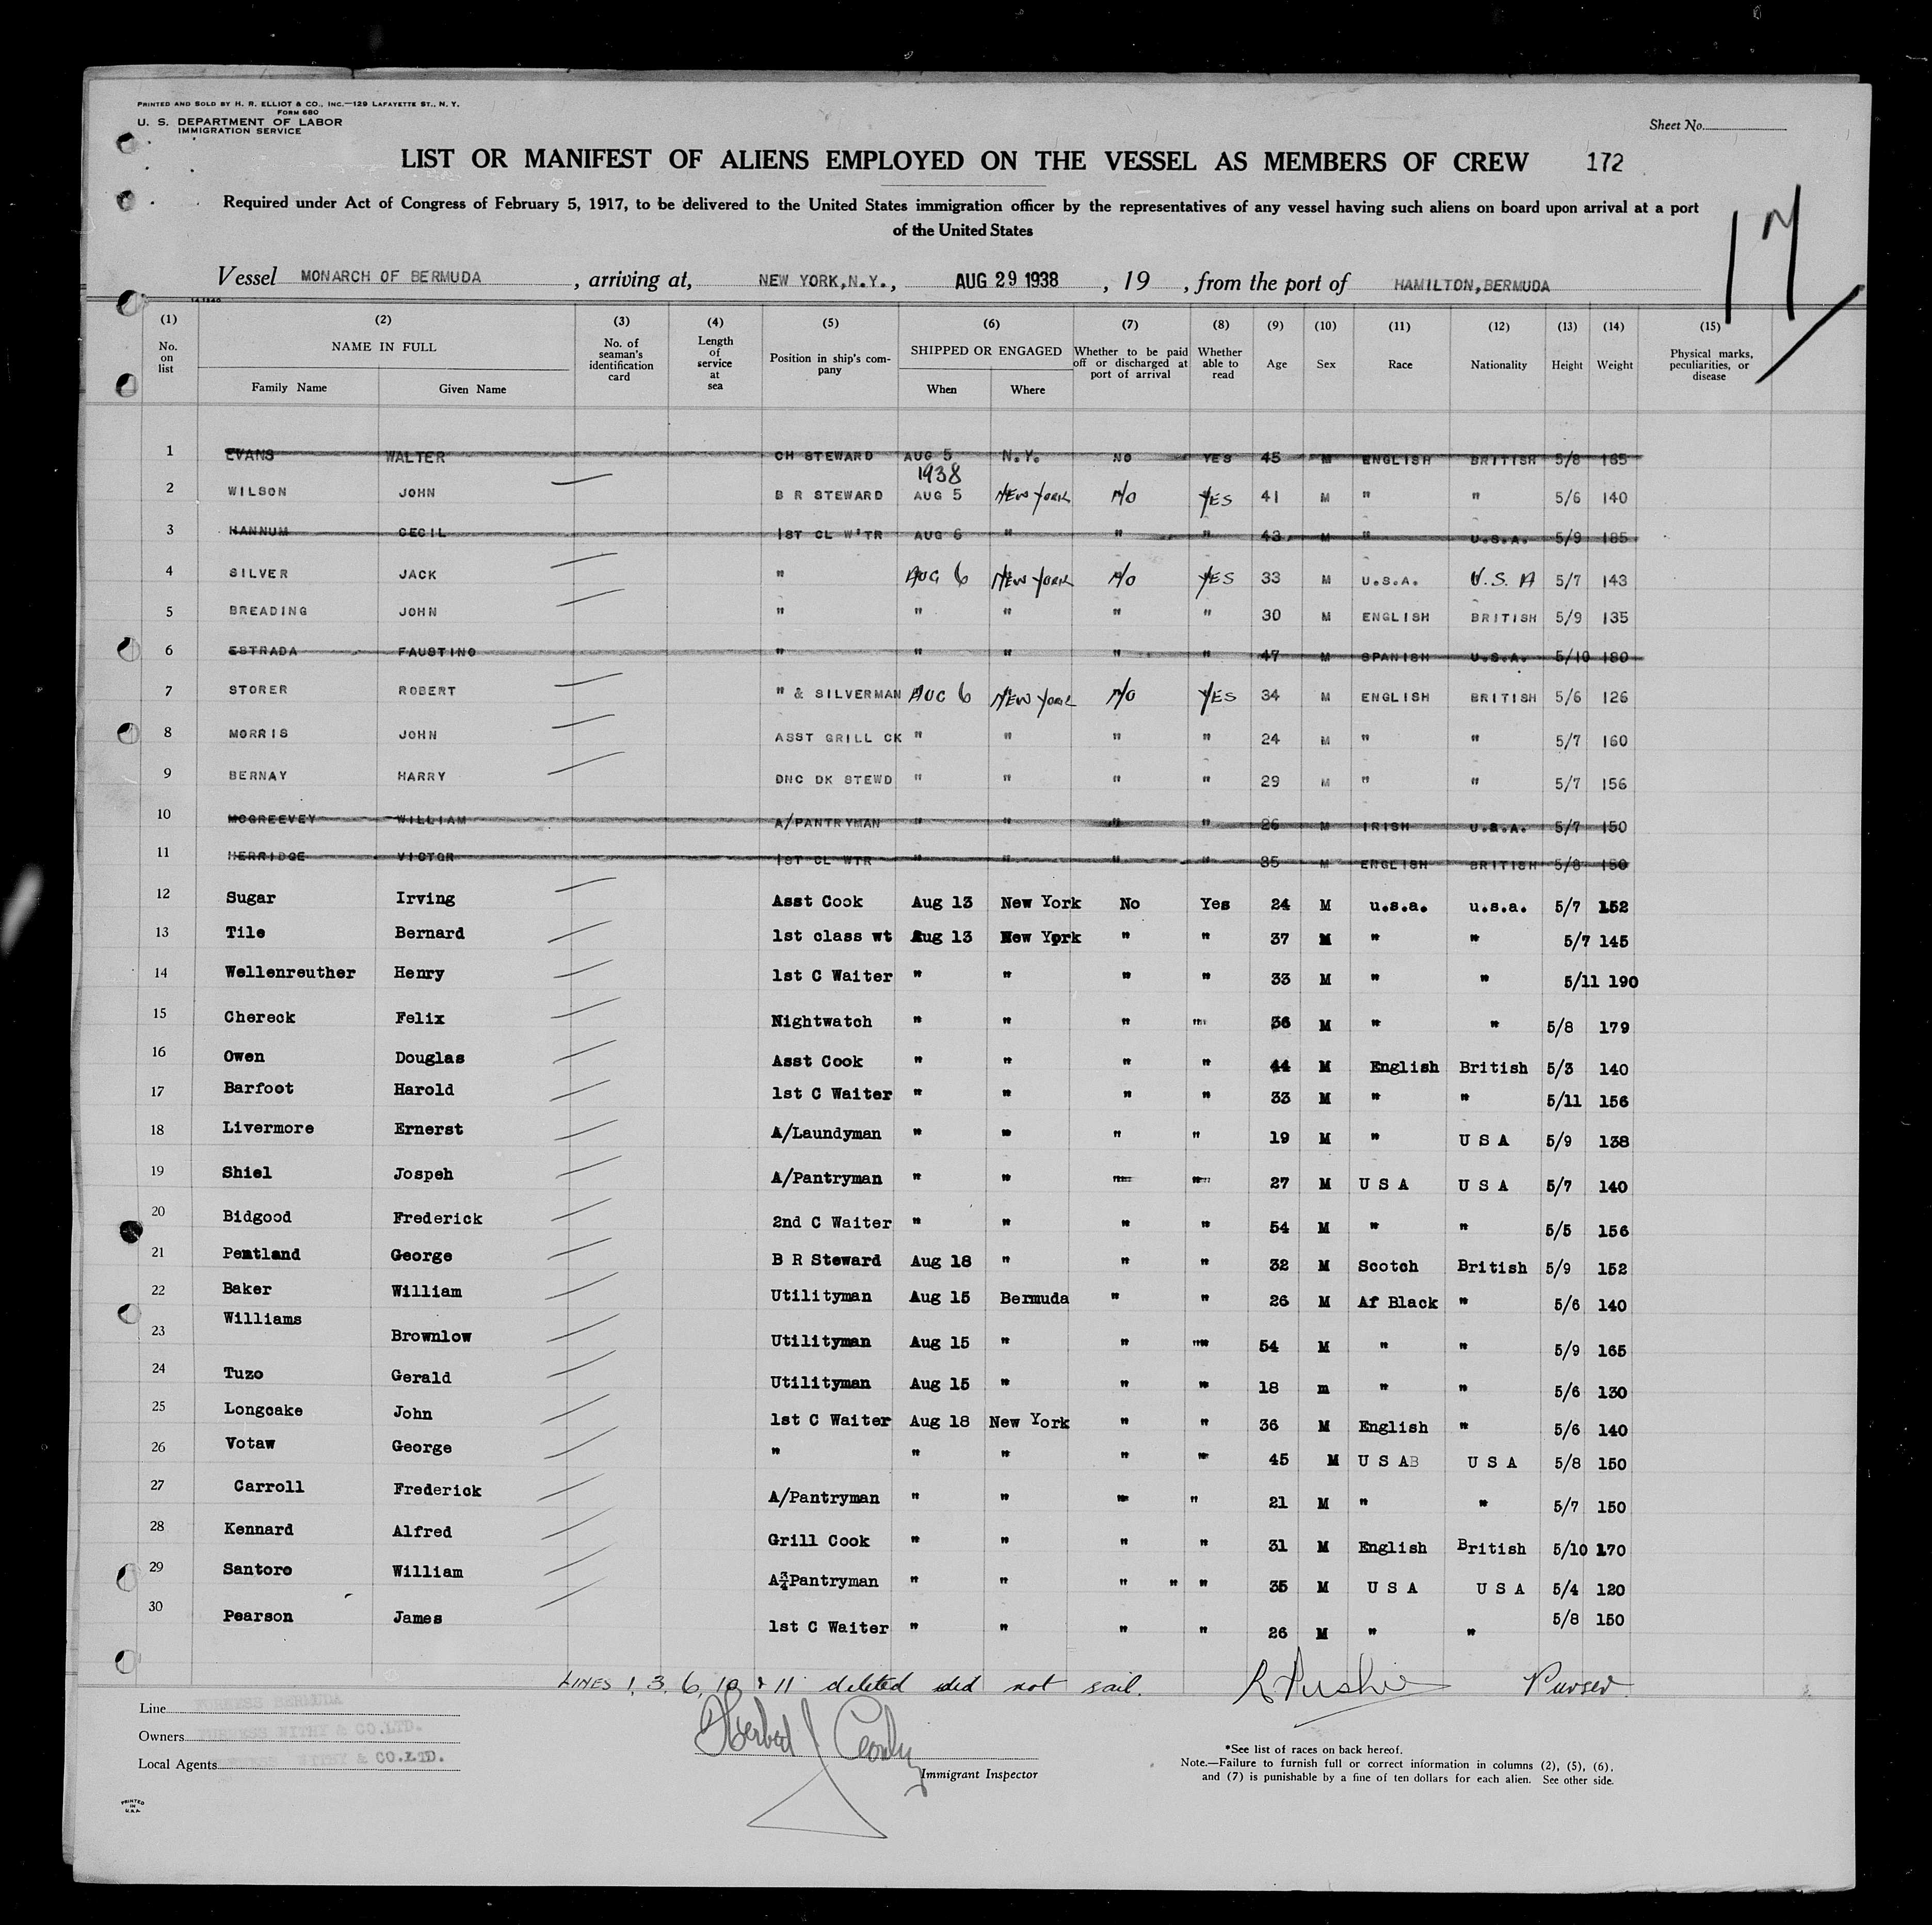 PRINTED AND SOLD BY H. R. ELLIOT & CO., INC.—129 LAFAYETTE ST., N. Y.
FORM 680
U. S. DEPARTMENT OF LABOR
IMMIGRATION SERVICE
Sheet No.
LIST OR MANIFEST OF ALIENS EMPLOYED ON THE VESSEL AS MEMBERS OF CREW 172
Required under Act of Congress of February 5, 1917, to be delivered to the United States immigration officer by the representatives of any vessel having such aliens on board upon arrival at a port
of the United States
17
Vessel MONARCH OF BERMUDA, arriving at, NEW YORK,N.Y., AUG 29 1938, 19 , from the port of HAMILTON,BERMUDA
(1) (2) (3) (4) (5) (6) (7) (8) (9) (10) (11) (12) (13) (14) (15)
No. on list NAME IN FULL Family Name Given Name No. of seaman's identification card Length of service at sea Position in ship's company SHIPPED OR ENGAGED When Where Whether to be paid off or discharged at port of arrival Whether able to read Age Sex Race Nationality Height Weight Physical marks, peculiarities, or disease
1 EVANS WALTER CH STEWARD AUG 5 N.Y. NO YES 45 M ENGLISH BRITISH 5/8 165
1938
2 WILSON JOHN B R STEWARD AUG 5 NEW YORK NO YES 41 M " " 5/6 140
3 HANNUM CECIL 1ST CL W'TR AUG 6 " " " 43 M " U.S.A. 5/9 185
4 SILVER JACK " AUG 6 NEW YORK NO YES 33 M U.S.A. U.S.A 5/7 143
5 BREADING JOHN " " " " " 30 M ENGLISH BRITISH 5/9 135
6 ESTRADA FAUSTINO " " " " " 47 M SPANISH U.S.A. 5/10 180
7 STORER ROBERT " & SILVERMAN AUG 6 NEW YORK NO YES 34 M ENGLISH BRITISH 5/6 126
8 MORRIS JOHN ASST GRILL CK " " " " 24 M " " 5/7 160
9 BERNAY HARRY DNC DK STEWD " " " " 29 M " " 5/7 156
10 MCGREEVEY WILLIAM A/PANTRYMAN " " " " 26 M IRISH U.S.A. 5/7 150
11 HERRIDGE VICTOR 1ST CL WTR " " " " 35 M ENGLISH BRITISH 5/8 150
12 Sugar Irving Asst Cook Aug 13 New York No Yes 24 M u.s.a. u.s.a. 5/7 152
13 Tile Bernard 1st class wt Aug 13 New York " " 37 M " " 5/7 145
14 Wellenreuther Henry 1st C Waiter " " " " 33 M " " 5/11 190
15 Chereck Felix Nightwatch " " " " 36 M " " 5/8 179
16 Owen Douglas Asst Cook " " " " 44 M English British 5/3 140
17 Barfoot Harold 1st C Waiter " " " " 33 M " " 5/11 156
18 Livermore Ernerst A/Laundyman " " " " 19 M " U S A 5/9 138
19 Shiel Jospeh A/Pantryman " " " " 27 M U S A U S A 5/7 140
20 Bidgood Frederick 2nd C Waiter " " " " 54 M " " 5/5 156
21 Pentland George B R Steward Aug 18 " " " 32 M Scotch British 5/9 152
22 Baker William Utilityman Aug 15 Bermuda " " 26 M Af Black " 5/6 140
23 Williams Brownlow Utilityman Aug 15 " " " 54 M " " 5/9 165
24 Tuzo Gerald Utilityman Aug 15 " " " 18 m " " 5/6 130
25 Longcake John 1st C Waiter Aug 18 New York " " 36 M English " 5/6 140
26 Votaw George " " " " " 45 M U S AB U S A 5/8 150
27 Carroll Frederick A/Pantryman " " " " 21 M " " 5/7 150
28 Kennard Alfred Grill Cook " " " " 31 M English British 5/10 170
29 Santoro William A¾Pantryman " " " " " 35 M U S A U S A 5/4 120
30 Pearson James 1st C Waiter " " " " 26 M " " 5/8 150
LINES 1, 3, 6, 10 & 11 deleted did not sail. Purser
Line FURNESS BERMUDA
Owners FURNESS WITHY & CO.LTD.
Local Agents FURNESS WITHY & CO.LTD.
Immigrant Inspector
*See list of races on back hereof.
Note.—Failure to furnish full or correct information in columns (2), (5), (6),
and (7) is punishable by a fine of ten dollars for each alien. See other side.
PRINTED
IN
U.S.A.